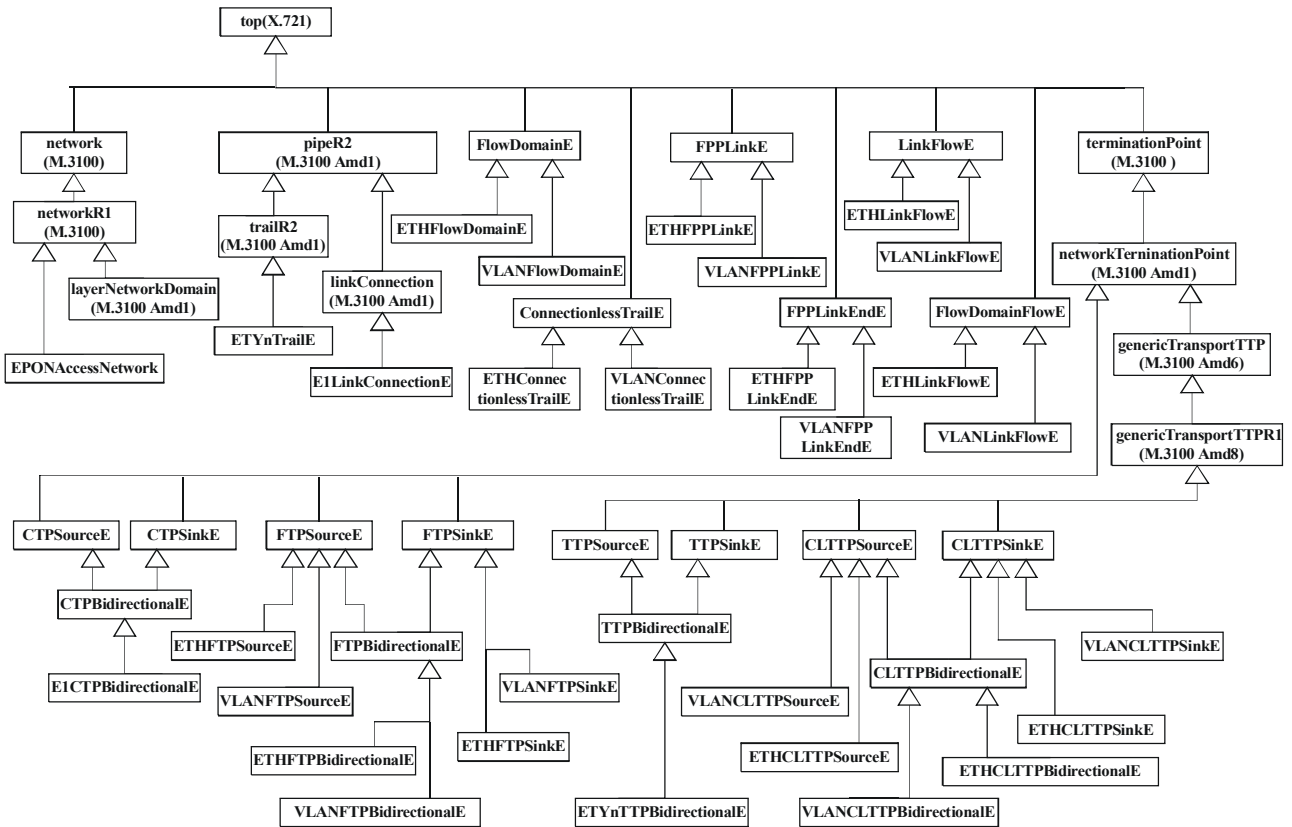 top(X.721)
network
(M.3100)
pipeR2
(M.3100 Amd1)
FlowDomainE
FPPLinkE
LinkFlowE
terminationPoint
(M.3100 )
networkR1
(M.3100)
trailR2
(M.3100 Amd1)
ETHFlowDomainE
ETHFPPLinkE
ETHLinkFlowE
VLANLinkFlowE
networkTerninationPoint
(M.3100 Amd1)
layerNetworkDomain
(M.3100 Amd1)
linkConnection
(M.3100 Amd1)
VLANFlowDomainE
VLANFPPLinkE
ETYnTrailE
ConnectionlessTrailE
FPPLinkEndE
FlowDomainFlowE
genericTransportTTP
(M.3100 Amd6)
EPONAccessNetwork
E1LinkConnectionE
ETHConnec
tionlessTrailE
VLANConnec
tionlessTrailE
ETHFPP
LinkEndE
ETHLinkFlowE
VLANFPP
LinkEndE
VLANLinkFlowE
genericTransportTTPR1
(M.3100 Amd8)
CTPSourceE
CTPSinkE
FTPSourceE
FTPSinkE
TTPSourceE
TTPSinkE
CLTTPSourceE
CLTTPSinkE
CTPBidirectionalE
ETHFTPSourceE
FTPBidirectionalE
TTPBidirectionalE
VLANCLTTPSinkE
E1CTPBidirectionalE
VLANFTPSourceE
VLANFTPSinkE
VLANCLTTPSourceE
CLTTPBidirectionalE
ETHFTPBidirectionalE
ETHFTPSinkE
ETHCLTTPSourceE
ETHCLTTPSinkE
ETHCLTTPBidirectionalE
VLANFTPBidirectionalE
ETYnTTPBidirectionalE
VLANCLTTPBidirectionalE